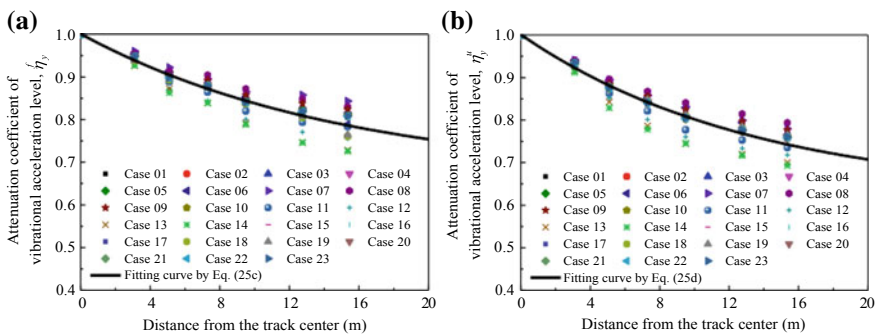 (a)
1.0
0.9
0.8
0.7
0.6
0.5
0.4
Attenuation coefficient of
vibrational acceleration level, η_y^f
Case 01 Case 02 Case 03 Case 04
Case 05 Case 06 Case 07 Case 08
Case 09 Case 10 Case 11 Case 12
Case 13 Case 14 Case 15 Case 16
Case 17 Case 18 Case 19 Case 20
Case 21 Case 22 Case 23
Fitting curve by Eq. (25c)
0 4 8 12 16 20
Distance from the track center (m)
(b)
1.0
0.9
0.8
0.7
0.6
0.5
0.4
Attenuation coefficient of
vibrational acceleration level, η_y^u
Case 01 Case 02 Case 03 Case 04
Case 05 Case 06 Case 07 Case 08
Case 09 Case 10 Case 11 Case 12
Case 13 Case 14 Case 15 Case 16
Case 17 Case 18 Case 19 Case 20
Case 21 Case 22 Case 23
Fitting curve by Eq. (25d)
0 4 8 12 16 20
Distance from the track center (m)